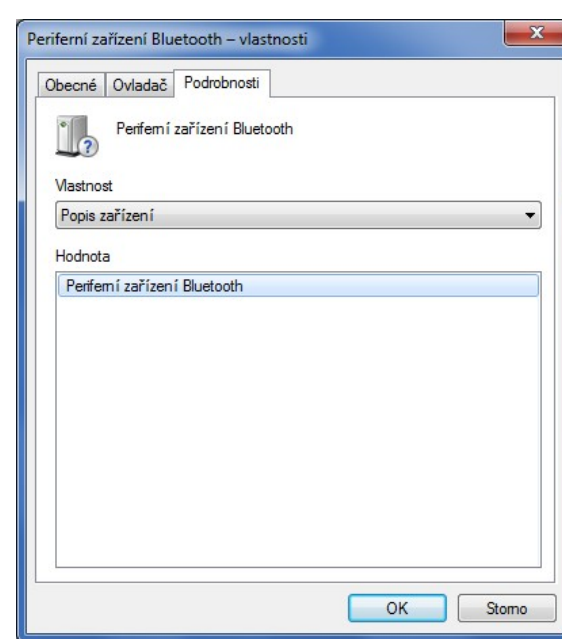 Periferní zařízení Bluetooth – vlastnosti
Obecné Ovladač Podrobnosti
Periferní zařízení Bluetooth
Vlastnost
Popis zařízení
Hodnota
Periferní zařízení Bluetooth
OK Storno